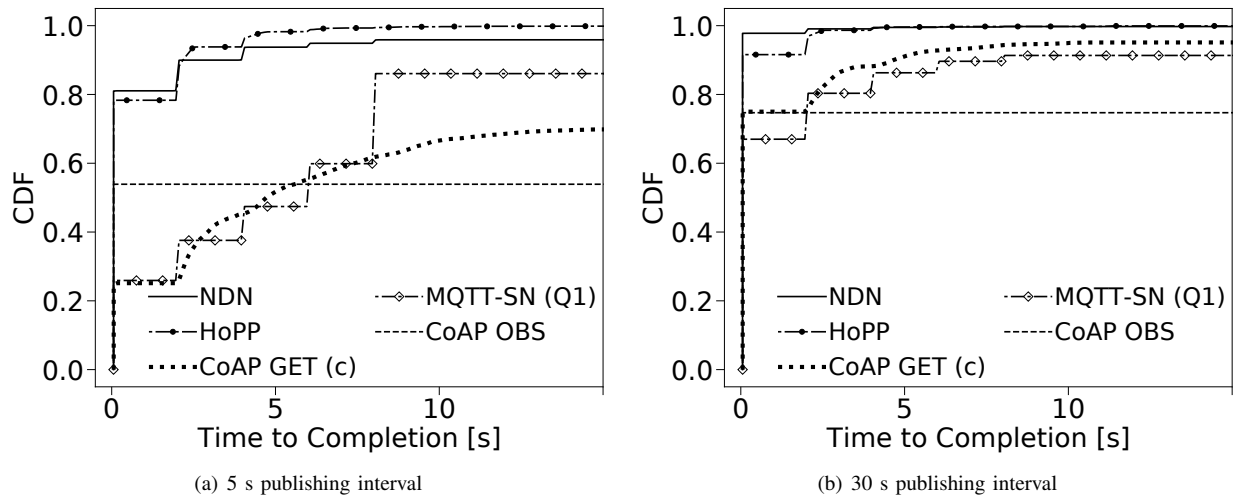 1.0
0.8
0.6
0.4
0.2
0.0
CDF
NDN
HoPP
CoAP GET (c)
MQTT-SN (Q1)
CoAP OBS
0 5 10
Time to Completion [s]
(a) 5 s publishing interval
1.0
0.8
0.6
0.4
0.2
0.0
CDF
NDN
HoPP
CoAP GET (c)
MQTT-SN (Q1)
CoAP OBS
0 5 10
Time to Completion [s]
(b) 30 s publishing interval